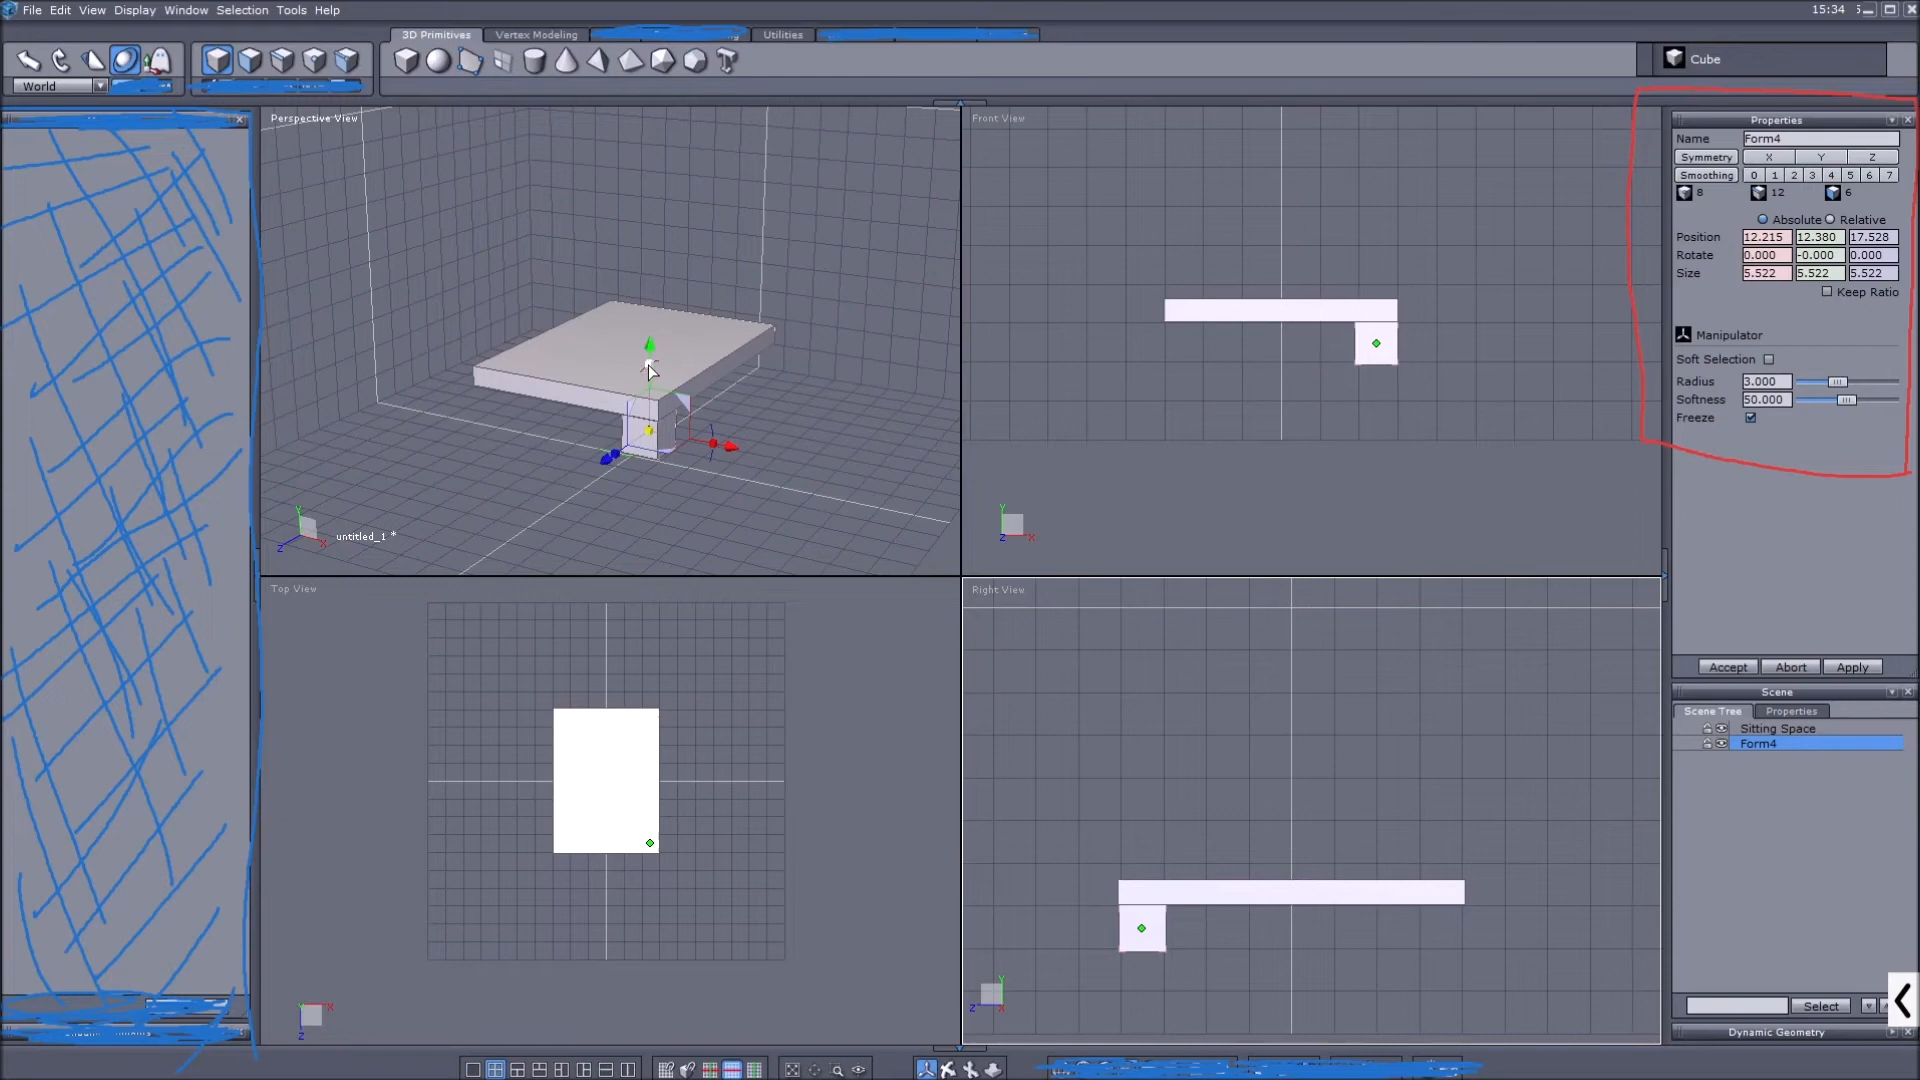 File Edit View Display Window Selection Tools Help
15:34
3D Primitives Vertex Modeling Utilities
World
Cube
Perspective View
Front View
Properties
Name Form4
Symmetry X Y Z
Smoothing 0 1 2 3 4 5 6 7
8 12 6
Absolute Relative
Position 12.215 12.380 17.528
Rotate 0.000 -0.000 0.000
Size 5.522 5.522 5.522
Keep Ratio
Manipulator
Soft Selection
Radius 3.000
Softness 50.000
Freeze
Y
Z X
untitled_1 *
Y
Z X
Top View
Right View
Accept Abort Apply
Scene
Scene Tree Properties
Sitting Space
Form4
Y X
Z
Y
Z X
Select
Dynamic Geometry